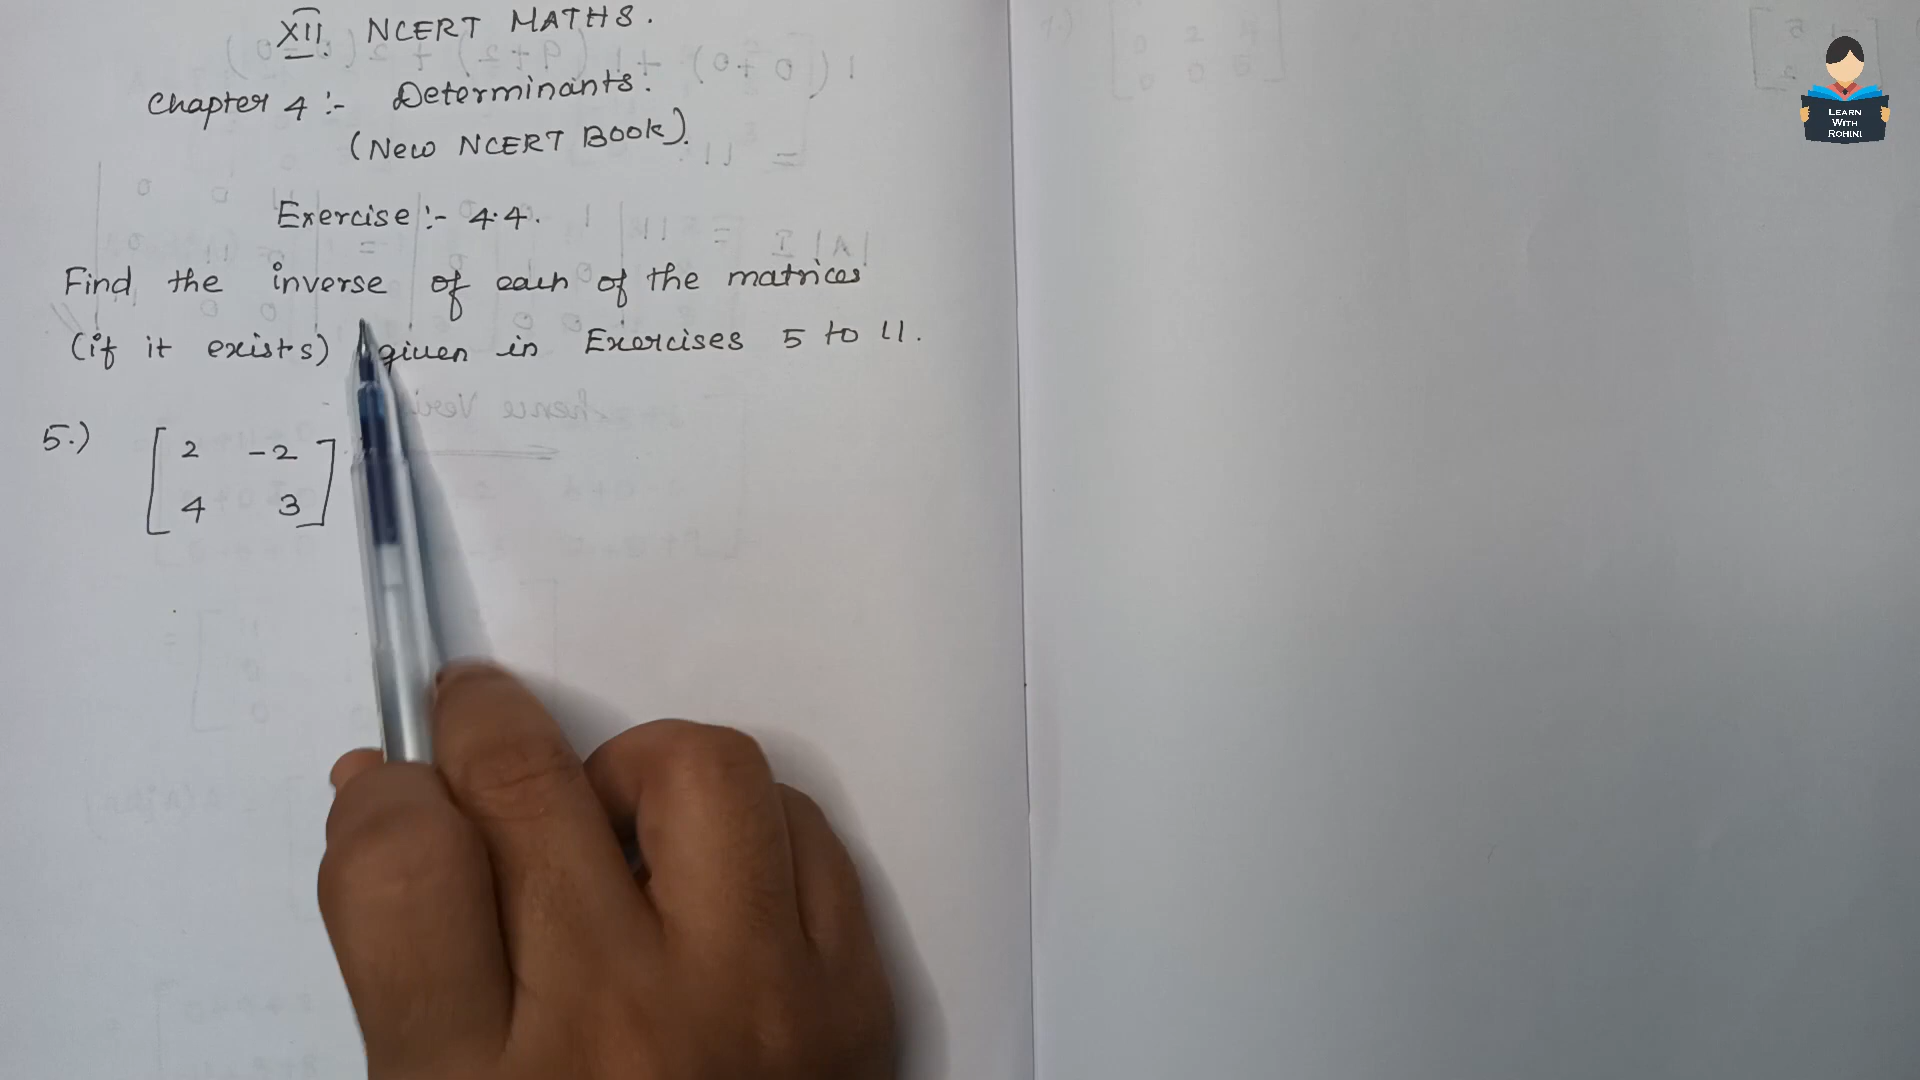 XII. NCERT MATHS.
Chapter 4 :- Determinants.
(New NCERT Book).
Exercise :- 4.4.
Find the inverse of each of the matrices
(if it exists) given in Exercises 5 to 11.
5.) [ 2 -2
4 3 ]
LEARN
WITH
ROHINI